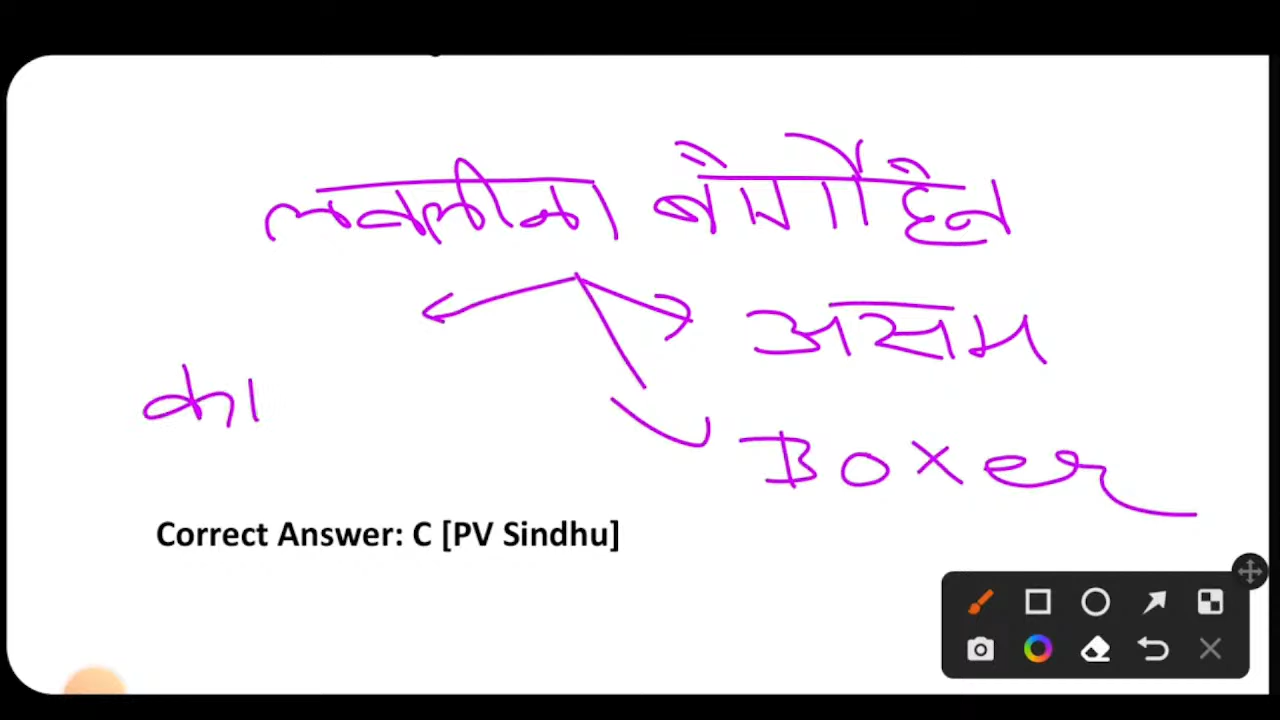 लवलीना बोरगोहेन
असम
का
Boxer
Correct Answer: C [PV Sindhu]